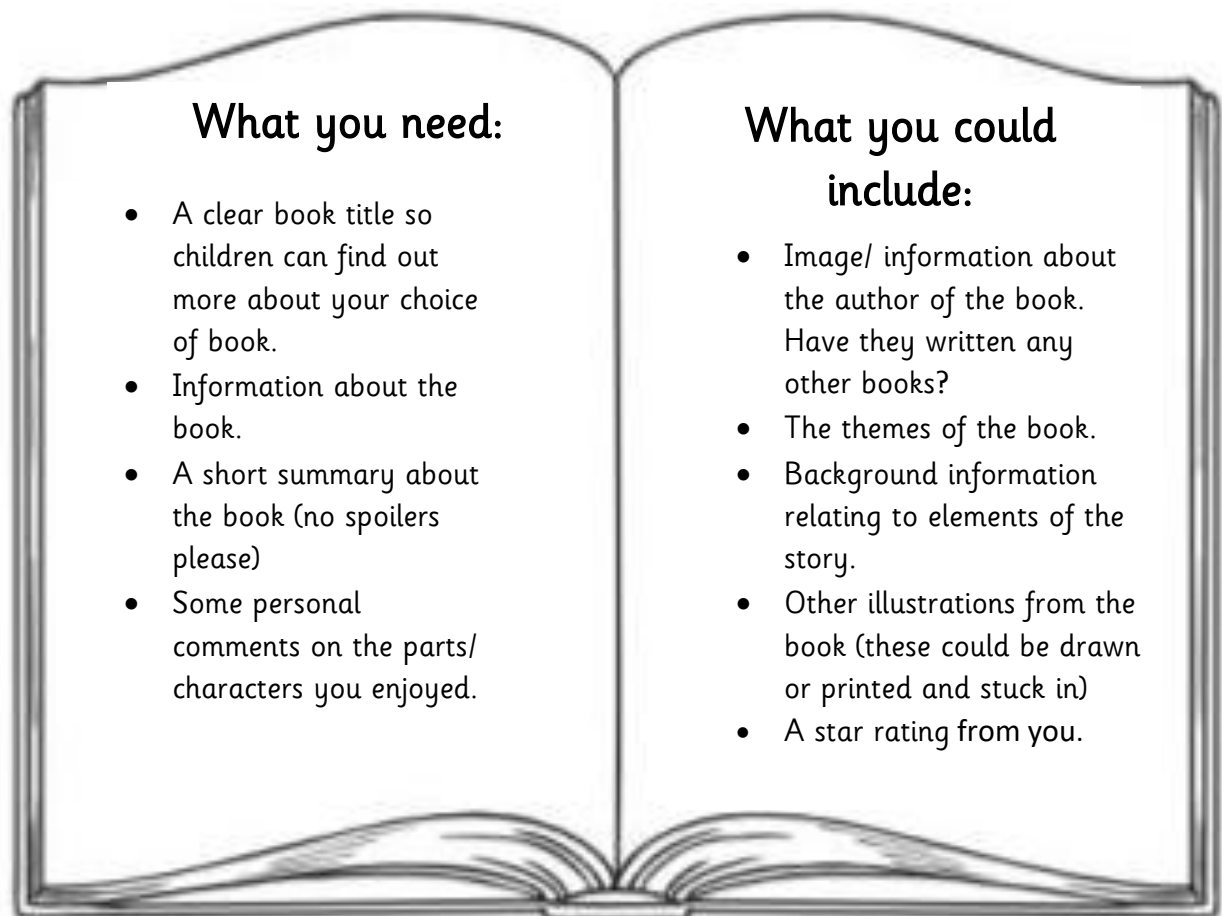 What you need:
• A clear book title so
children can find out
more about your choice
of book.
• Information about the
book.
• A short summary about
the book (no spoilers
please)
• Some personal
comments on the parts/
characters you enjoyed.
What you could
include:
• Image/ information about
the author of the book.
Have they written any
other books?
• The themes of the book.
• Background information
relating to elements of the
story.
• Other illustrations from the
book (these could be drawn
or printed and stuck in)
• A star rating from you.